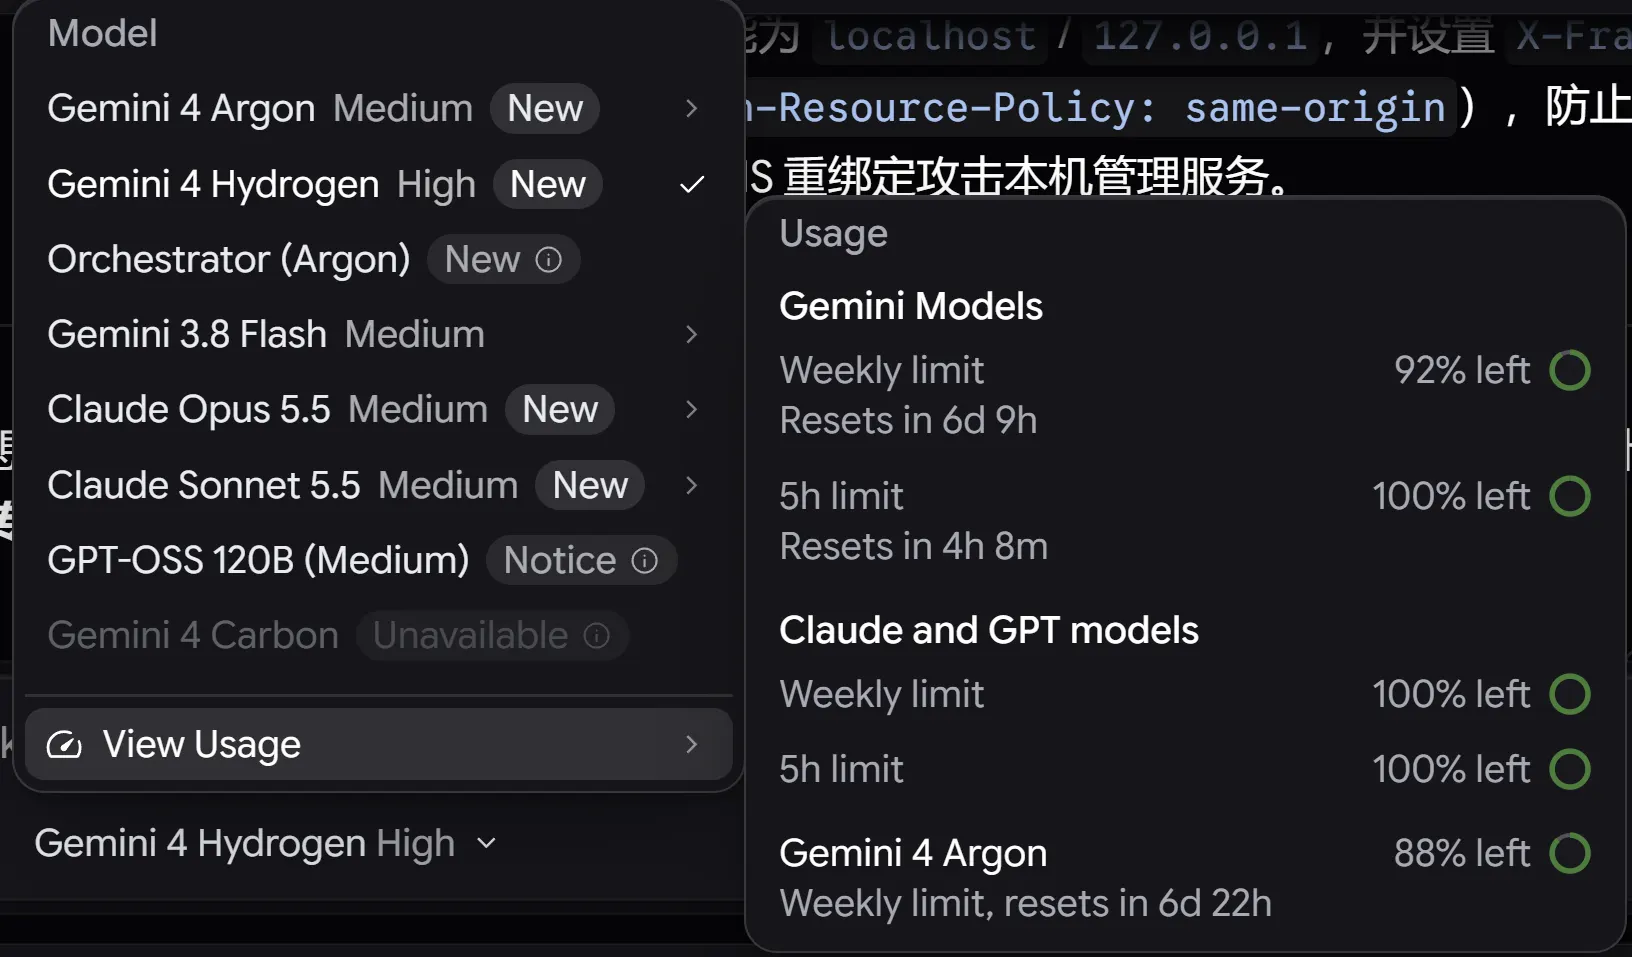 Model
Gemini 4 Argon Medium New
Gemini 4 Hydrogen High New
Orchestrator (Argon) New
Gemini 3.8 Flash Medium
Claude Opus 5.5 Medium New
Claude Sonnet 5.5 Medium New
GPT-OSS 120B (Medium) Notice
Gemini 4 Carbon Unavailable
View Usage
Gemini 4 Hydrogen High
为 localhost / 127.0.0.1，并设置 X-Fra
-Resource-Policy: same-origin），防止
S 重绑定攻击本机管理服务。
Usage
Gemini Models
Weekly limit 92% left
Resets in 6d 9h
5h limit 100% left
Resets in 4h 8m
Claude and GPT models
Weekly limit 100% left
5h limit 100% left
Gemini 4 Argon 88% left
Weekly limit, resets in 6d 22h